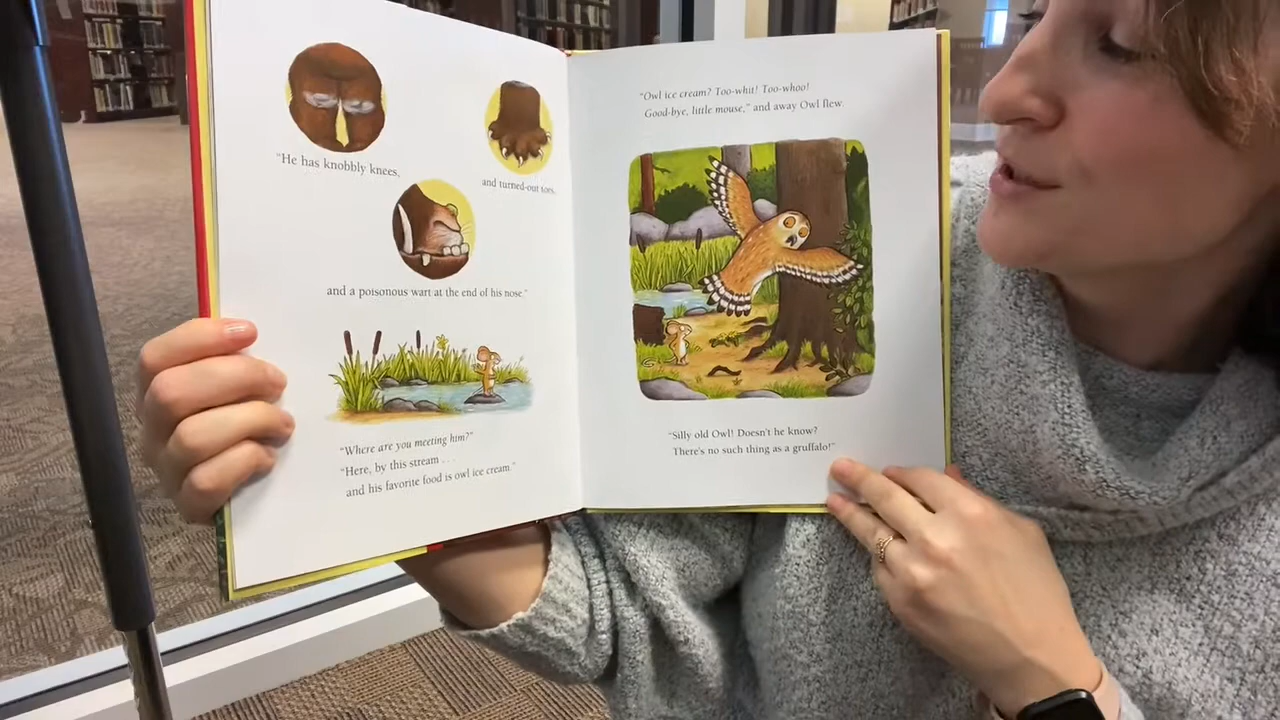 "He has knobbly knees,
and turned-out toes,
and a poisonous wart at the end of his nose."
"Where are you meeting him?"
"Here, by this stream . . .
and his favorite food is owl ice cream."
"Owl ice cream? Too-whit! Too-whoo!
Good-bye, little mouse," and away Owl flew.
"Silly old Owl! Doesn't he know?
There's no such thing as a gruffalo!"